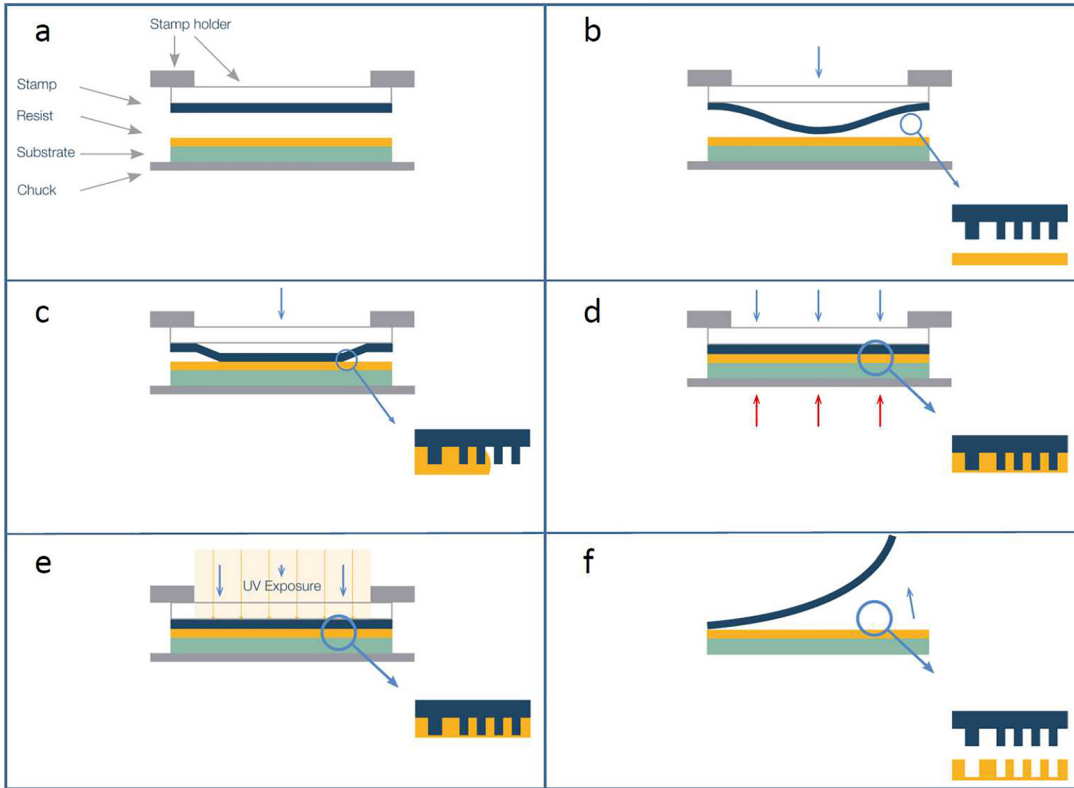 a
Stamp holder
Stamp
Resist
Substrate
Chuck
b
c
d
e
UV Exposure
f